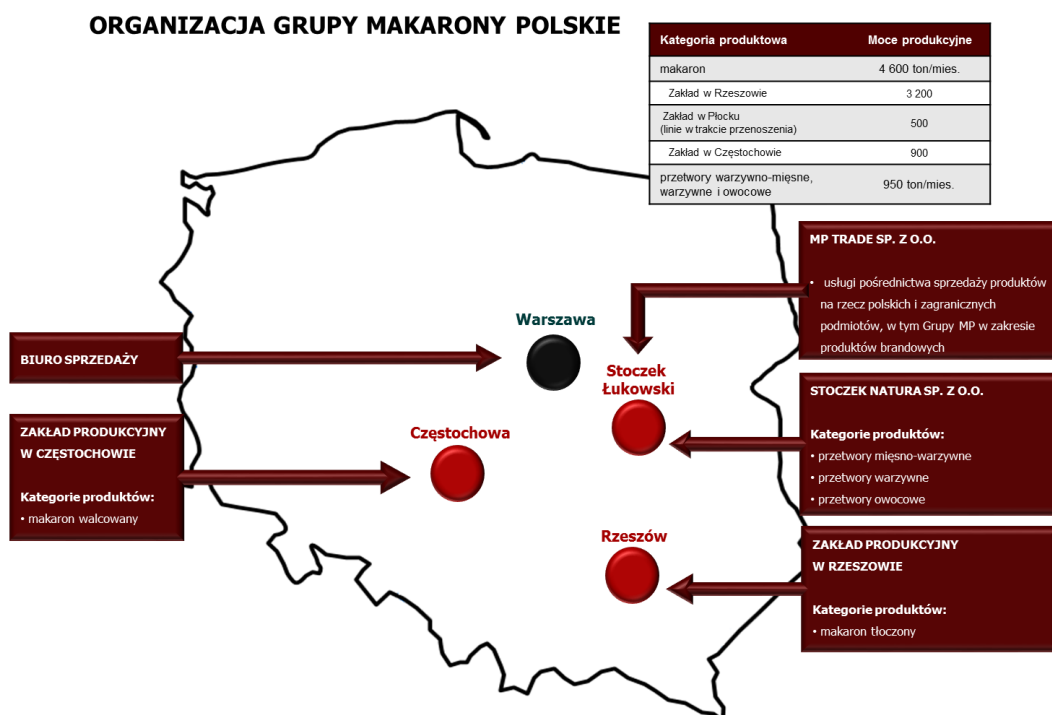 ORGANIZACJA GRUPY MAKARONY POLSKIE
Kategoria produktowa Moce produkcyjne
makaron 4 600 ton/mies.
Zakład w Rzeszowie 3 200
Zakład w Płocku
(linie w trakcie przenoszenia) 500
Zakład w Częstochowie 900
przetwory warzywno-mięsne,
warzywne i owocowe 950 ton/mies.
MP TRADE SP. Z O.O.
• usługi pośrednictwa sprzedaży produktów
na rzecz polskich i zagranicznych
podmiotów, w tym Grupy MP w zakresie
produktów brandowych
Warszawa
BIURO SPRZEDAŻY
Stoczek
Łukowski
STOCZEK NATURA SP. Z O.O.
Kategorie produktów:
• przetwory mięsno-warzywne
• przetwory warzywne
• przetwory owocowe
ZAKŁAD PRODUKCYJNY
W CZĘSTOCHOWIE
Kategorie produktów:
• makaron walcowany
Częstochowa
Rzeszów
ZAKŁAD PRODUKCYJNY
W RZESZOWIE
Kategorie produktów:
• makaron tłoczony